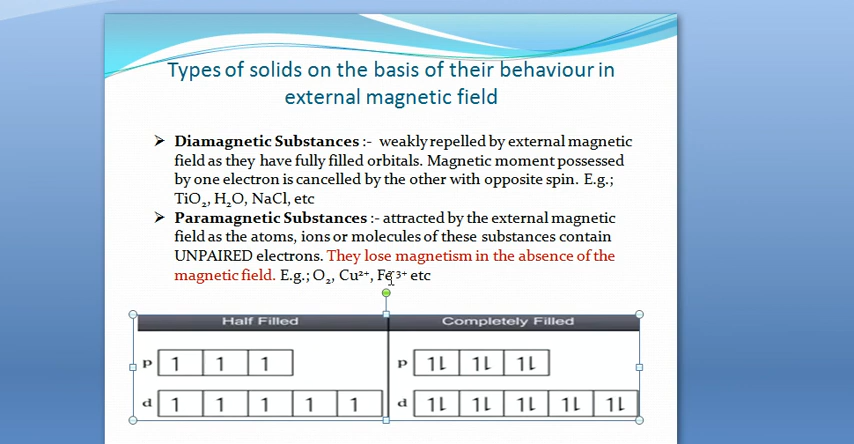 Types of solids on the basis of their behaviour in
external magnetic field
➢ Diamagnetic Substances :- weakly repelled by external magnetic
field as they have fully filled orbitals. Magnetic moment possessed
by one electron is cancelled by the other with opposite spin. E.g.;
TiO₂, H₂O, NaCl, etc
➢ Paramagnetic Substances :- attracted by the external magnetic
field as the atoms, ions or molecules of these substances contain
UNPAIRED electrons. They lose magnetism in the absence of the
magnetic field. E.g.; O₂, Cu²⁺, Fe³⁺ etc
Half Filled Completely Filled
p 1 1 1 p 1L 1L 1L
d 1 1 1 1 1 d 1L 1L 1L 1L 1L